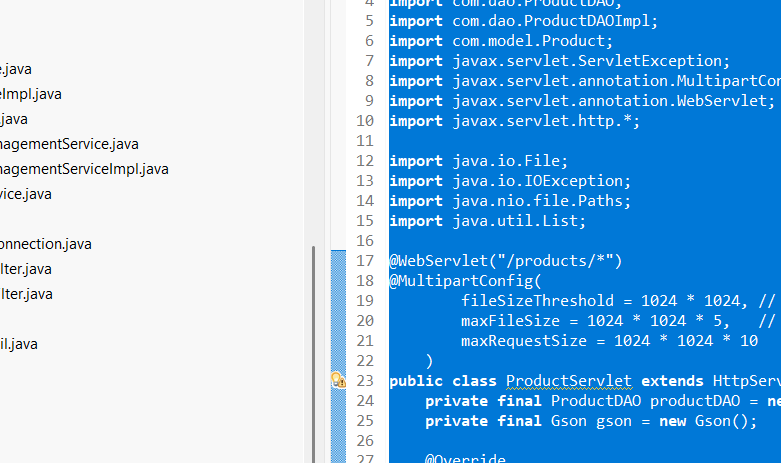 e.java
eImpl.java
.java
nagementService.java
nagementServiceImpl.java
vice.java
onnection.java
lter.java
lter.java
il.java
4 import com.dao.ProductDAO;
5 import com.dao.ProductDAOImpl;
6 import com.model.Product;
7 import javax.servlet.ServletException;
8 import javax.servlet.annotation.MultipartCon
9 import javax.servlet.annotation.WebServlet;
10 import javax.servlet.http.*;
11
12 import java.io.File;
13 import java.io.IOException;
14 import java.nio.file.Paths;
15 import java.util.List;
16
17 @WebServlet("/products/*")
18 @MultipartConfig(
19 fileSizeThreshold = 1024 * 1024, //
20 maxFileSize = 1024 * 1024 * 5, //
21 maxRequestSize = 1024 * 1024 * 10
22 )
23 public class ProductServlet extends HttpServ
24 private final ProductDAO productDAO = ne
25 private final Gson gson = new Gson();
26
27 @Override